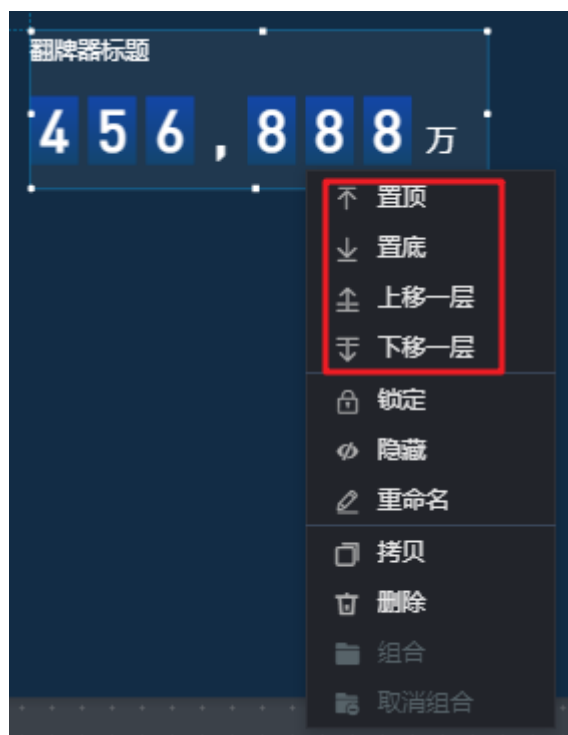 翻牌器标题
456,888万
置顶
置底
上移一层
下移一层
锁定
隐藏
重命名
拷贝
删除
组合
取消组合